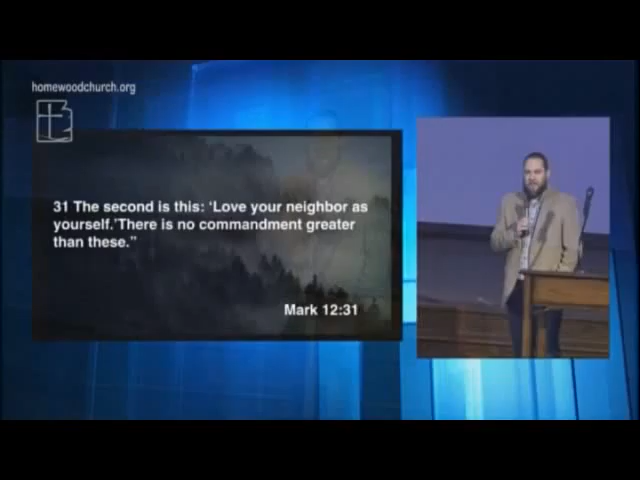 homewoodchurch.org
31 The second is this: ‘Love your neighbor as
yourself.’There is no commandment greater
than these.”
Mark 12:31